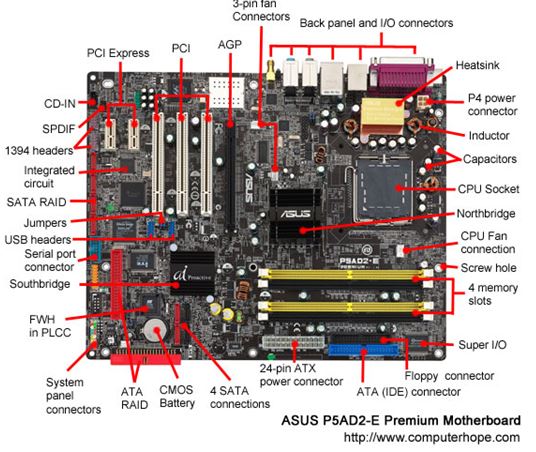 3-pin fan
Connectors
Back panel and I/O connectors
PCI Express
PCI
AGP
Heatsink
CD-IN
P4 power
connector
SPDIF
Inductor
1394 headers
Capacitors
Integrated
circuit
CPU Socket
SATA RAID
ASUS
ASUS
Northbridge
Jumpers
USB headers
P5AD2-E
PREMIUM
CPU Fan
connection
Serial port
connector
Screw hole
Southbridge
ai Proactive
4 memory
slots
FWH
in PLCC
Super I/O
System
panel
connectors
ATA
RAID
CMOS
Battery
4 SATA
connections
24-pin ATX
power connector
Floppy connector
ATA (IDE) connector
ASUS P5AD2-E Premium Motherboard
http://www.computerhope.com